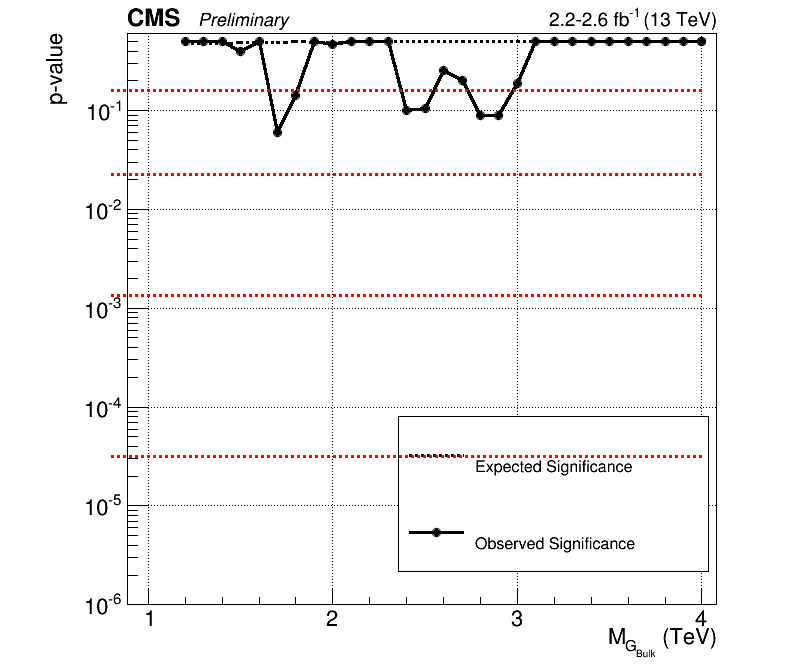 CMS Preliminary 2.2-2.6 fb⁻¹ (13 TeV)
p-value
10⁻¹
10⁻²
10⁻³
10⁻⁴
10⁻⁵
10⁻⁶
Expected Significance
Observed Significance
1 2 3 4
M_G_Bulk (TeV)